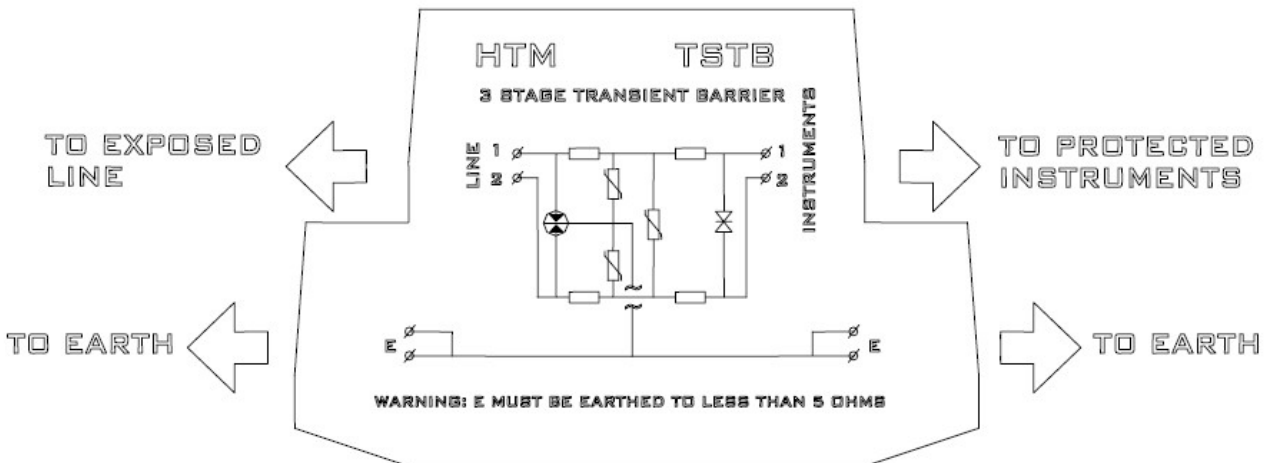 HTM TSTB
3 STAGE TRANSIENT BARRIER
TO EXPOSED
LINE
LINE
1
2
1
2
INSTRUMENTS
TO PROTECTED
INSTRUMENTS
TO EARTH
E
E
TO EARTH
WARNING: E MUST BE EARTHED TO LESS THAN 5 OHMS